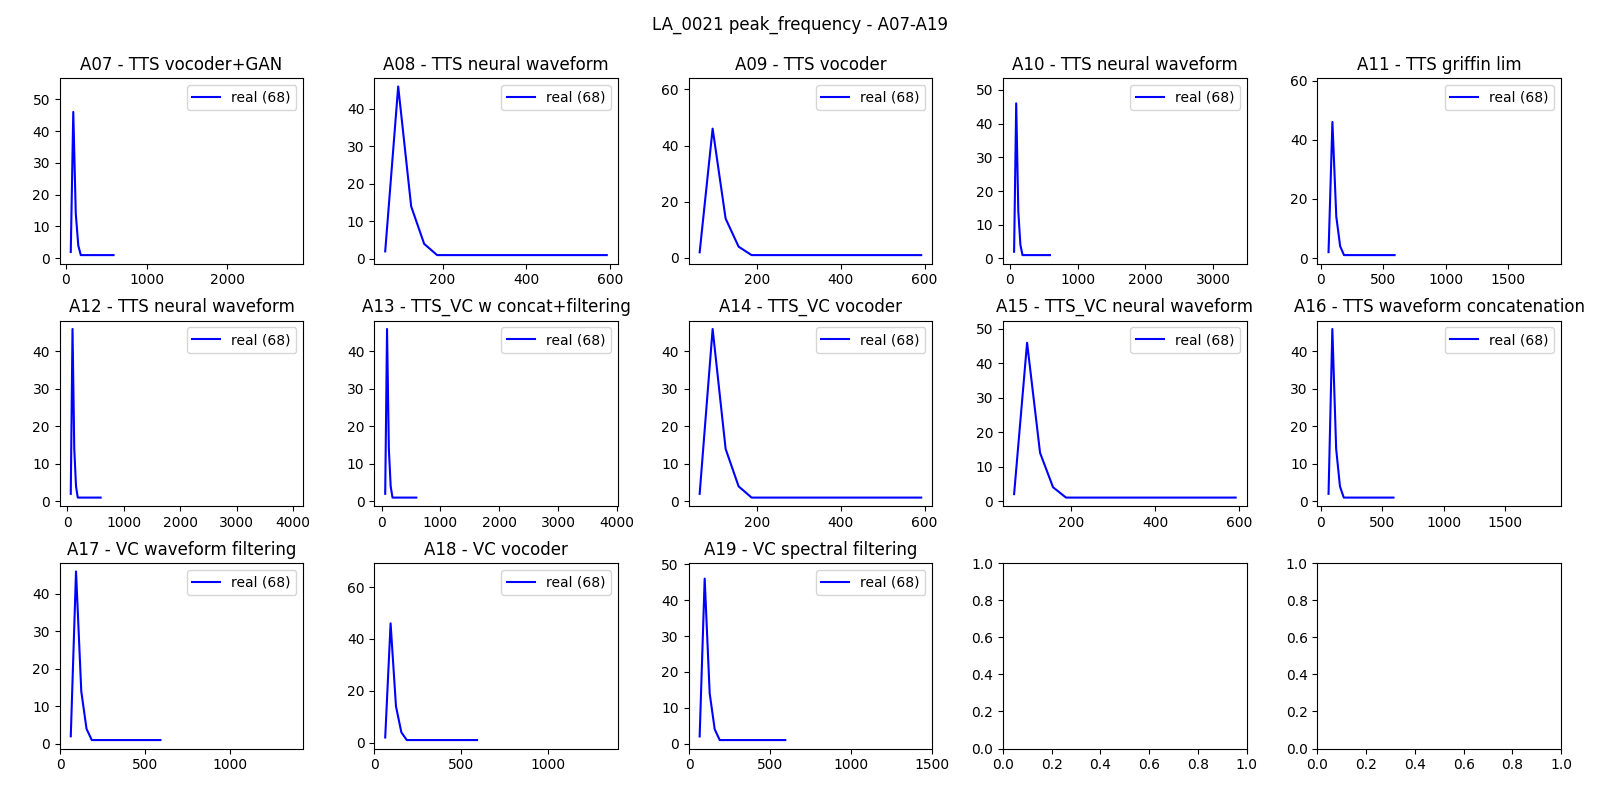 LA_0021 peak_frequency - A07-A19
A07 - TTS vocoder+GAN
real (68)
50
40
30
20
10
0
0 1000 2000
A08 - TTS neural waveform
real (68)
40
30
20
10
0
200 400 600
A09 - TTS vocoder
real (68)
60
40
20
0
200 400 600
A10 - TTS neural waveform
real (68)
50
40
30
20
10
0
0 1000 2000 3000
A11 - TTS griffin lim
real (68)
60
40
20
0
0 500 1000 1500
A12 - TTS neural waveform
real (68)
40
30
20
10
0
0 1000 2000 3000 4000
A13 - TTS_VC w concat+filtering
real (68)
40
30
20
10
0
0 1000 2000 3000 4000
A14 - TTS_VC vocoder
real (68)
40
30
20
10
0
200 400 600
A15 - TTS_VC neural waveform
real (68)
50
40
30
20
10
0
200 400 600
A16 - TTS waveform concatenation
real (68)
40
30
20
10
0
0 500 1000 1500
A17 - VC waveform filtering
real (68)
40
30
20
10
0
0 500 1000
A18 - VC vocoder
real (68)
60
40
20
0
0 500 1000
A19 - VC spectral filtering
real (68)
50
40
30
20
10
0
0 500 1000 1500
1.0
0.8
0.6
0.4
0.2
0.0
0.0 0.2 0.4 0.6 0.8 1.0
1.0
0.8
0.6
0.4
0.2
0.0
0.0 0.2 0.4 0.6 0.8 1.0